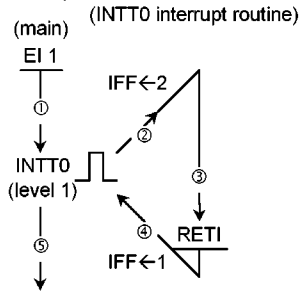 (INTT0 interrupt routine)
(main)
EI 1
IFF←2
①
②
INTT0
(level 1)
③
④
RETI
⑤
IFF←1